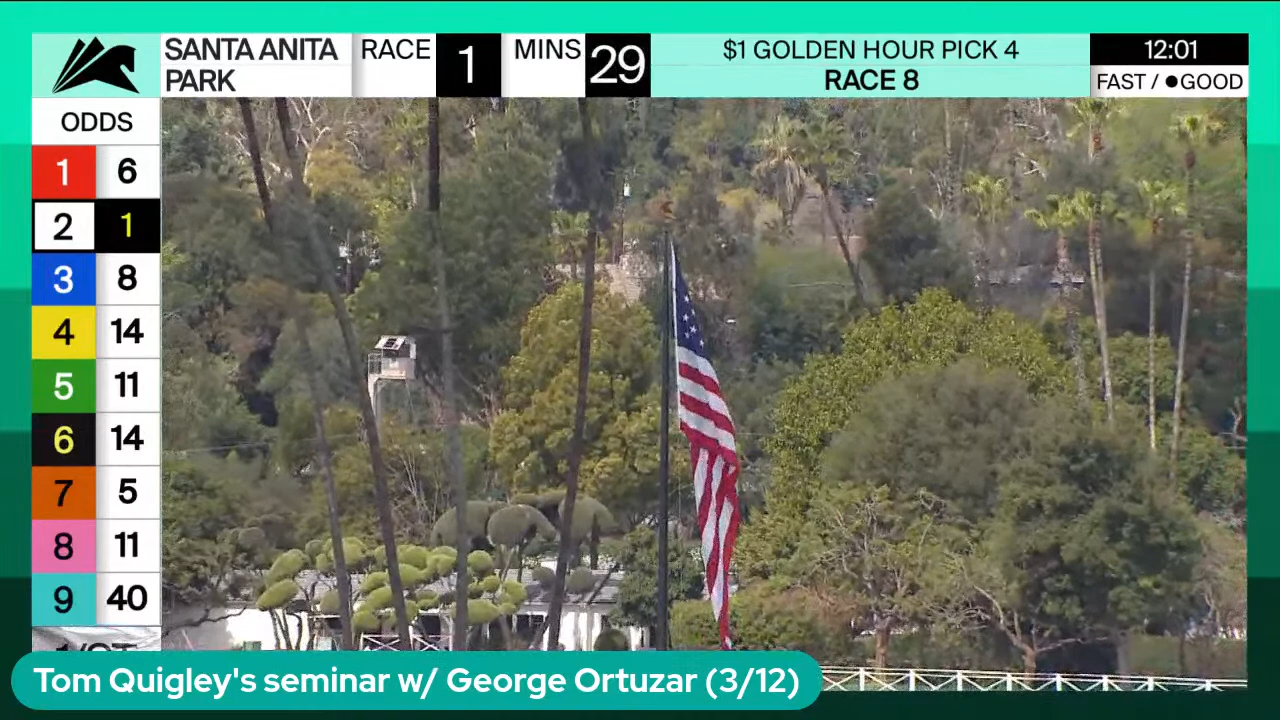 SANTA ANITA PARK
RACE 1
MINS 29
$1 GOLDEN HOUR PICK 4
RACE 8
12:01
FAST / ●GOOD
ODDS
1 6
2 1
3 8
4 14
5 11
6 14
7 5
8 11
9 40
Tom Quigley's seminar w/ George Ortuzar (3/12)